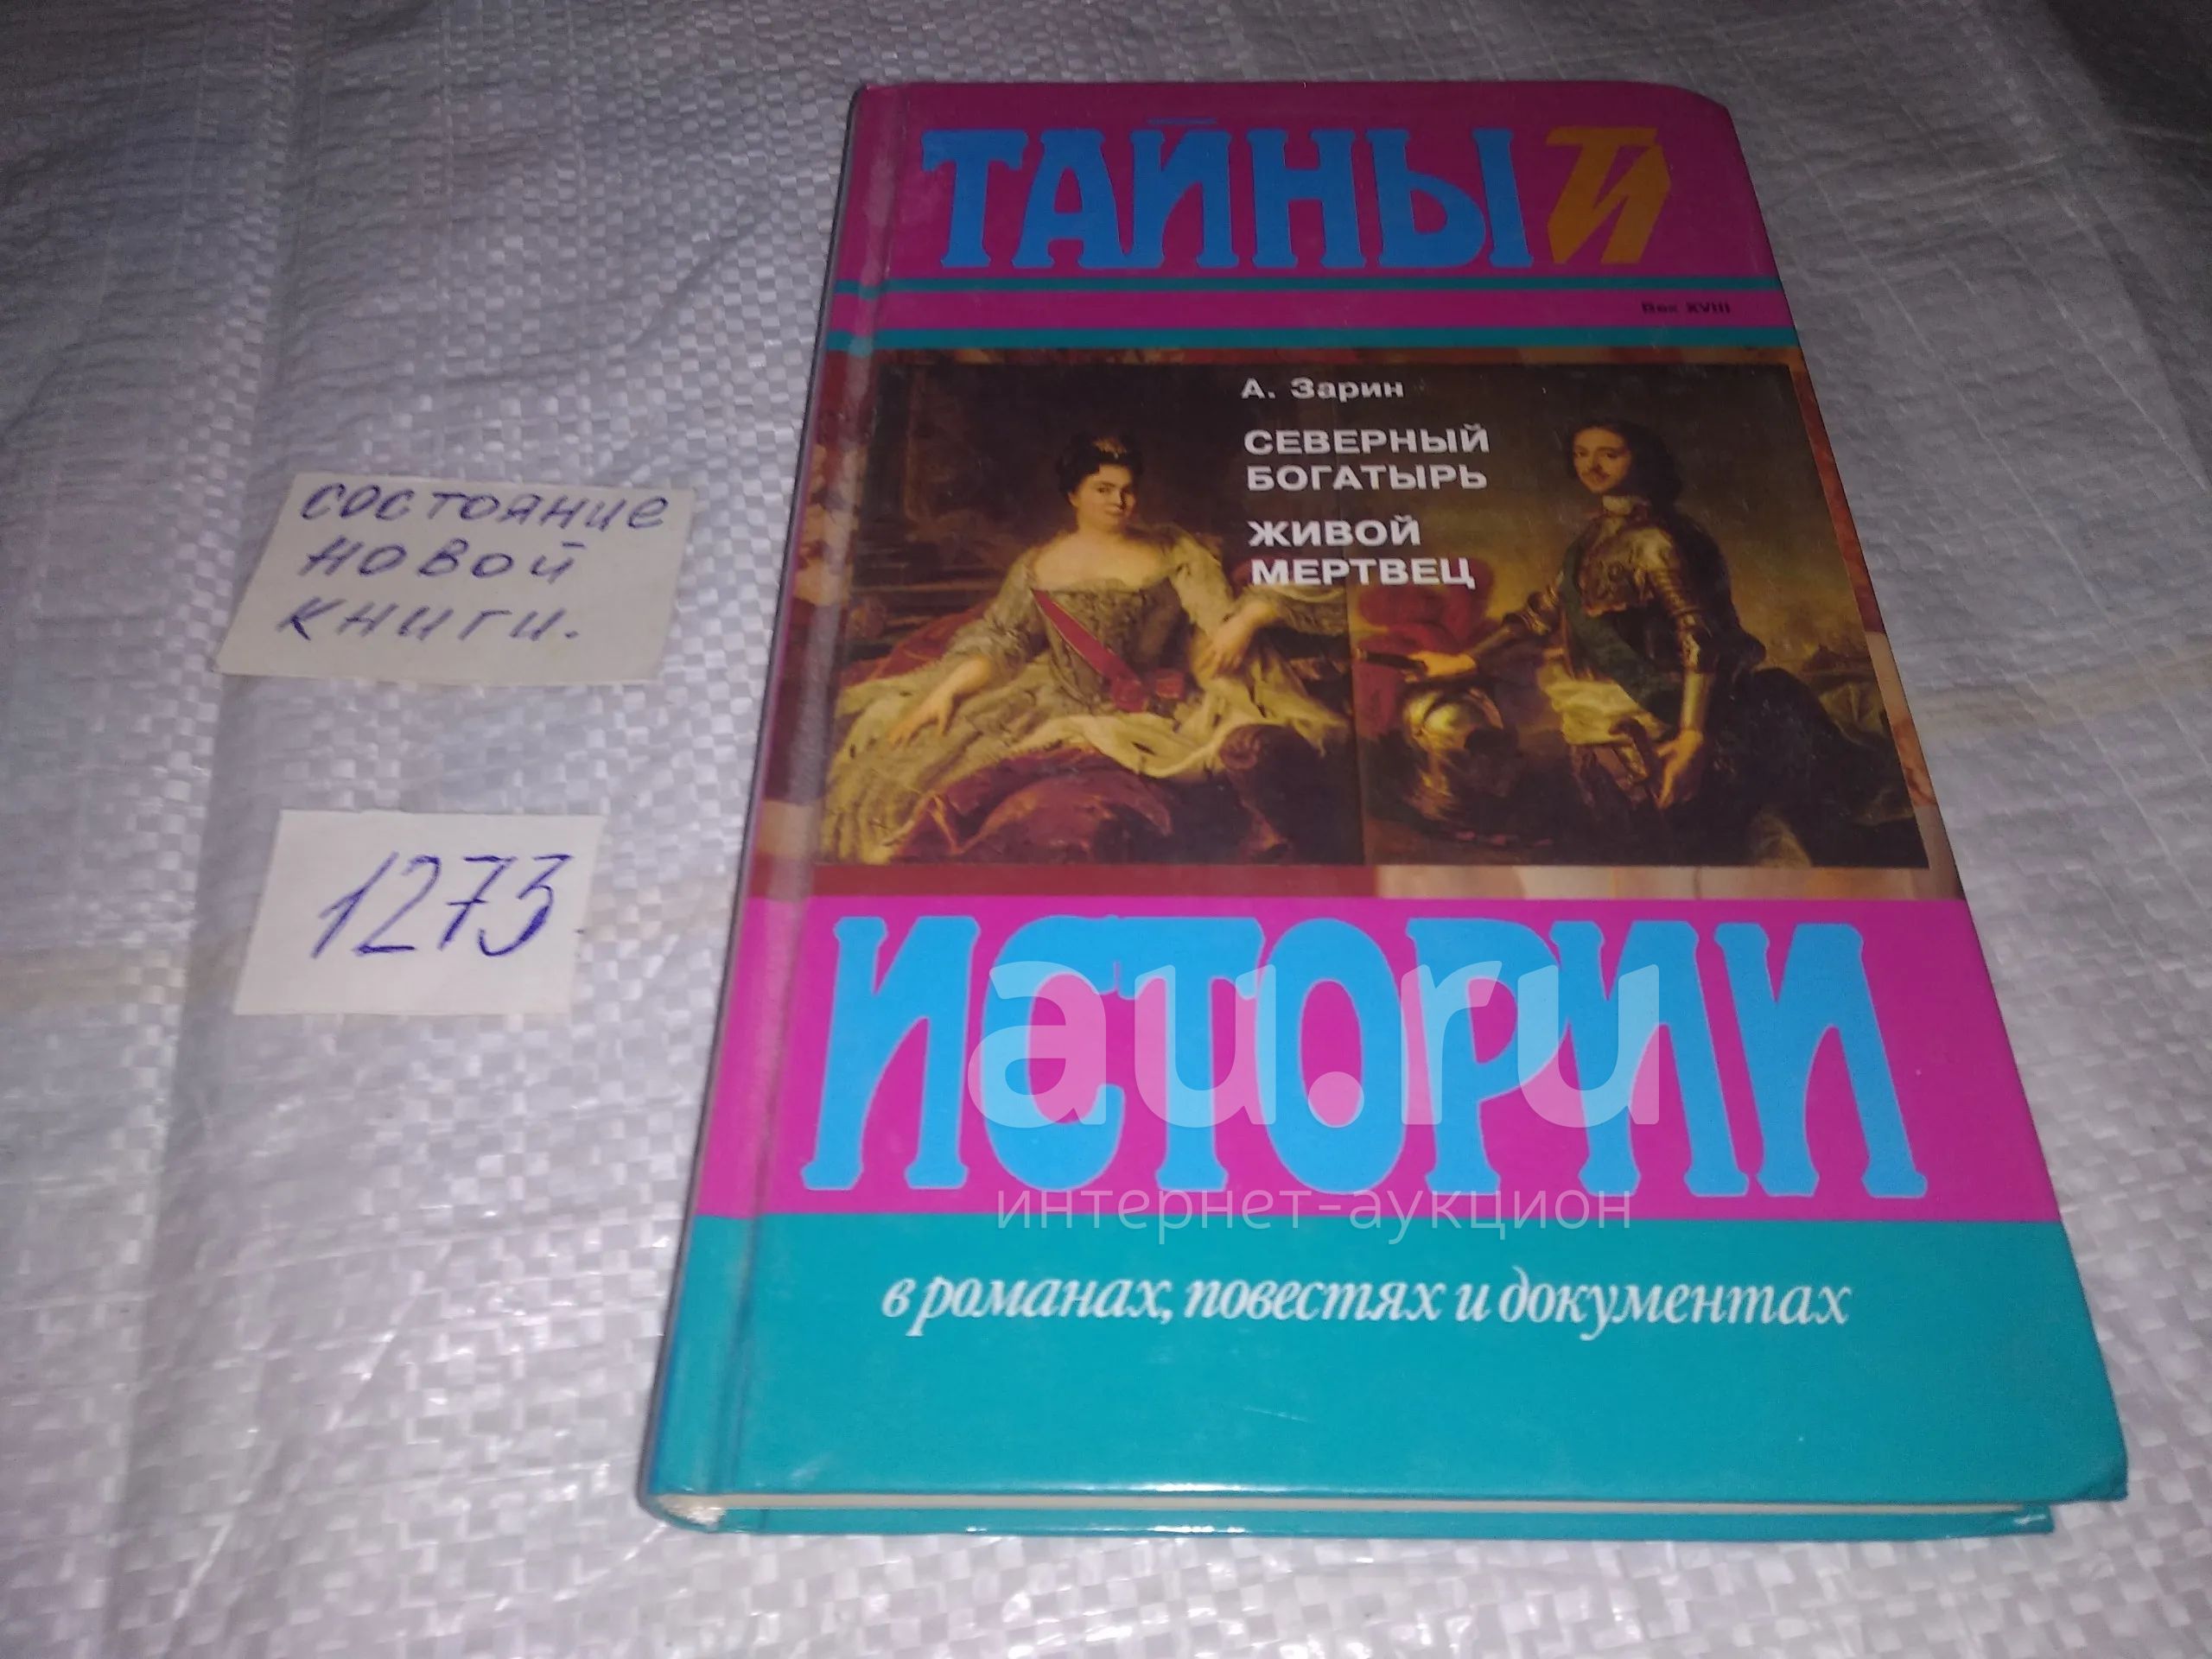 ТАЙНЫ ТИ
Век XVIII
А. Зарин
СЕВЕРНЫЙ
БОГАТЫРЬ
ЖИВОЙ
МЕРТВЕЦ
состояние
новой
книги.
1273
ИСТОРИИ
au.ru
интернет-аукцион
в романах, повестях и документах